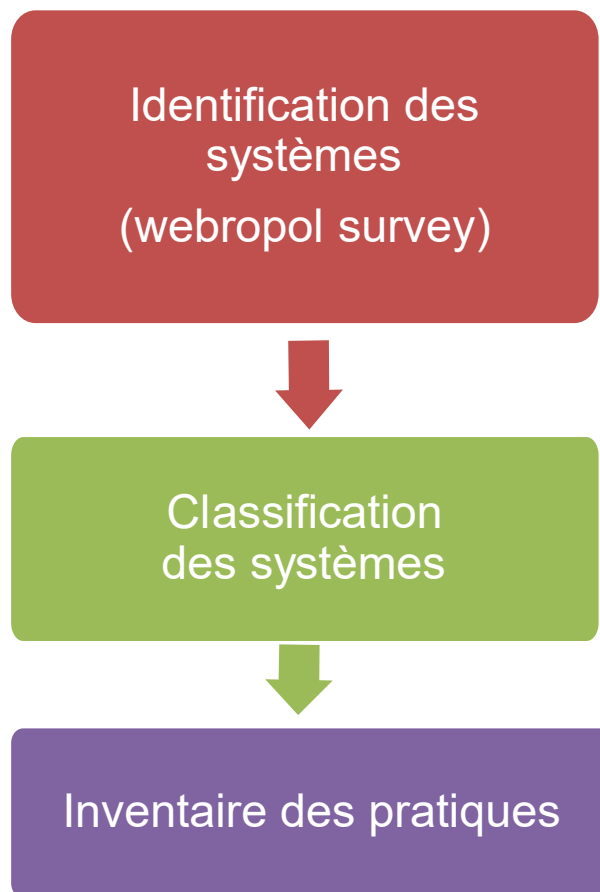 Identification des
systèmes
(webropol survey)
Classification
des systèmes
Inventaire des pratiques